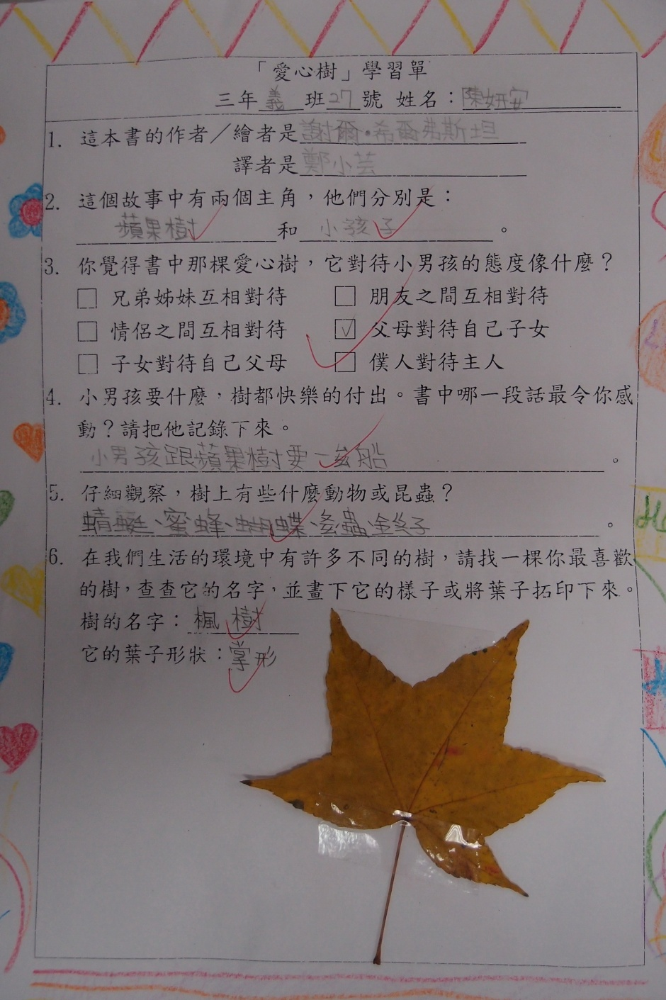 「愛心樹」學習單
三年義班27號 姓名：陳妍安
1. 這本書的作者／繪者是謝爾·希爾弗斯坦
譯者是鄭小芸
2. 這個故事中有兩個主角，他們分別是：
蘋果樹和小孩子。
3. 你覺得書中那棵愛心樹，它對待小男孩的態度像什麼？
□ 兄弟姊妹互相對待 □ 朋友之間互相對待
□ 情侶之間互相對待 ☑ 父母對待自己子女
□ 子女對待自己父母 □ 僕人對待主人
4. 小男孩要什麼，樹都快樂的付出。書中哪一段話最令你感
動？請把他記錄下來。
小男孩跟蘋果樹要一艘船。
5. 仔細觀察，樹上有些什麼動物或昆蟲？
蜻蜓、蜜蜂、蝴蝶、毛蟲、金絲子。
6. 在我們生活的環境中有許多不同的樹，請找一棵你最喜歡
的樹，查查它的名字，並畫下它的樣子或將葉子拓印下來。
樹的名字：楓樹
它的葉子形狀：掌形